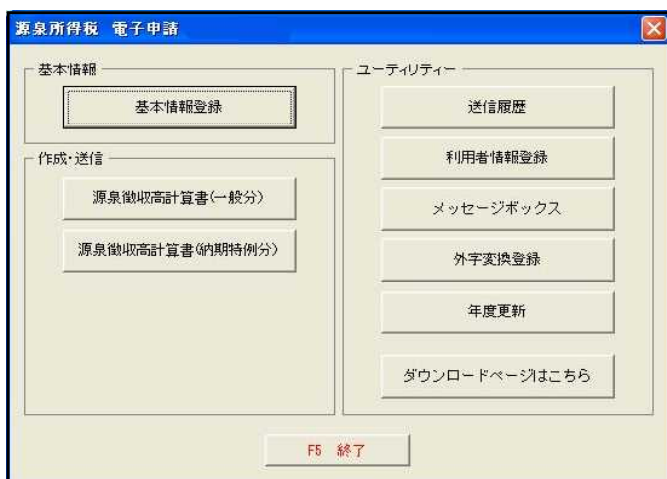 源泉所得税 電子申請
基本情報
基本情報登録
作成・送信
源泉徴収高計算書(一般分)
源泉徴収高計算書(納期特例分)
ユーティリティー
送信履歴
利用者情報登録
メッセージボックス
外字変換登録
年度更新
ダウンロードページはこちら
F5 終了